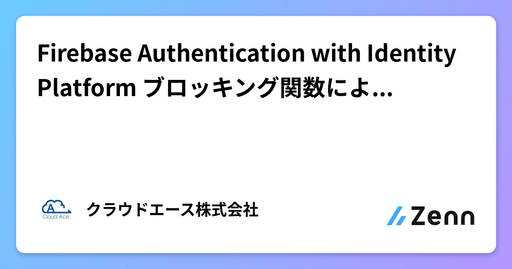 Firebase Authentication with Identity
Platform ブロッキング関数によ...
Cloud Ace
クラウドエース株式会社
Zenn